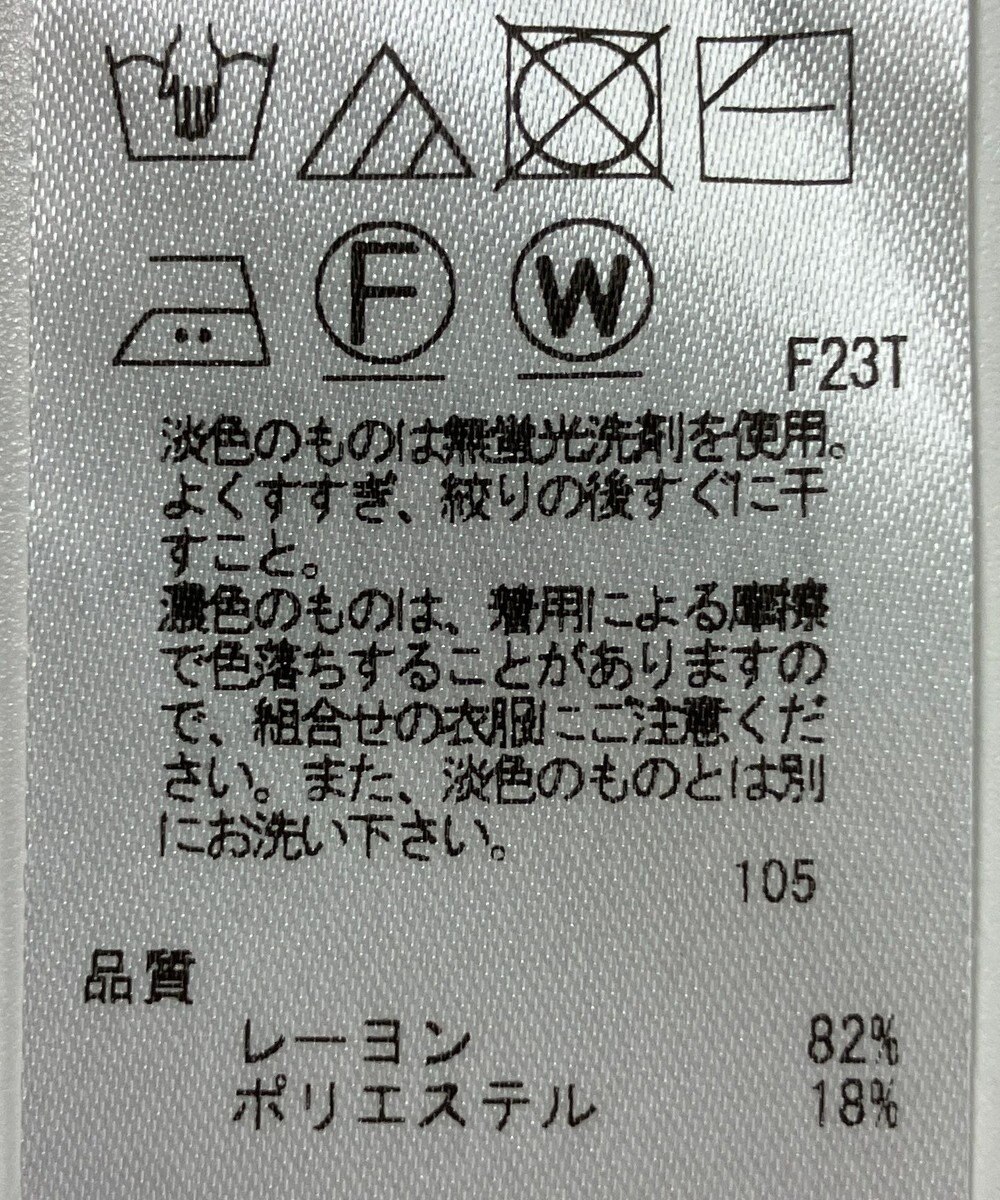 F W
F23T
淡色のものは無蛍光洗剤を使用。
よくすすぎ、絞りの後すぐに干
すこと。
濃色のものは、着用による摩擦
で色落ちすることがありますの
で、組合せの衣服にご注意くだ
さい。また、淡色のものとは別
にお洗い下さい。
105
品質
レーヨン 82%
ポリエステル 18%